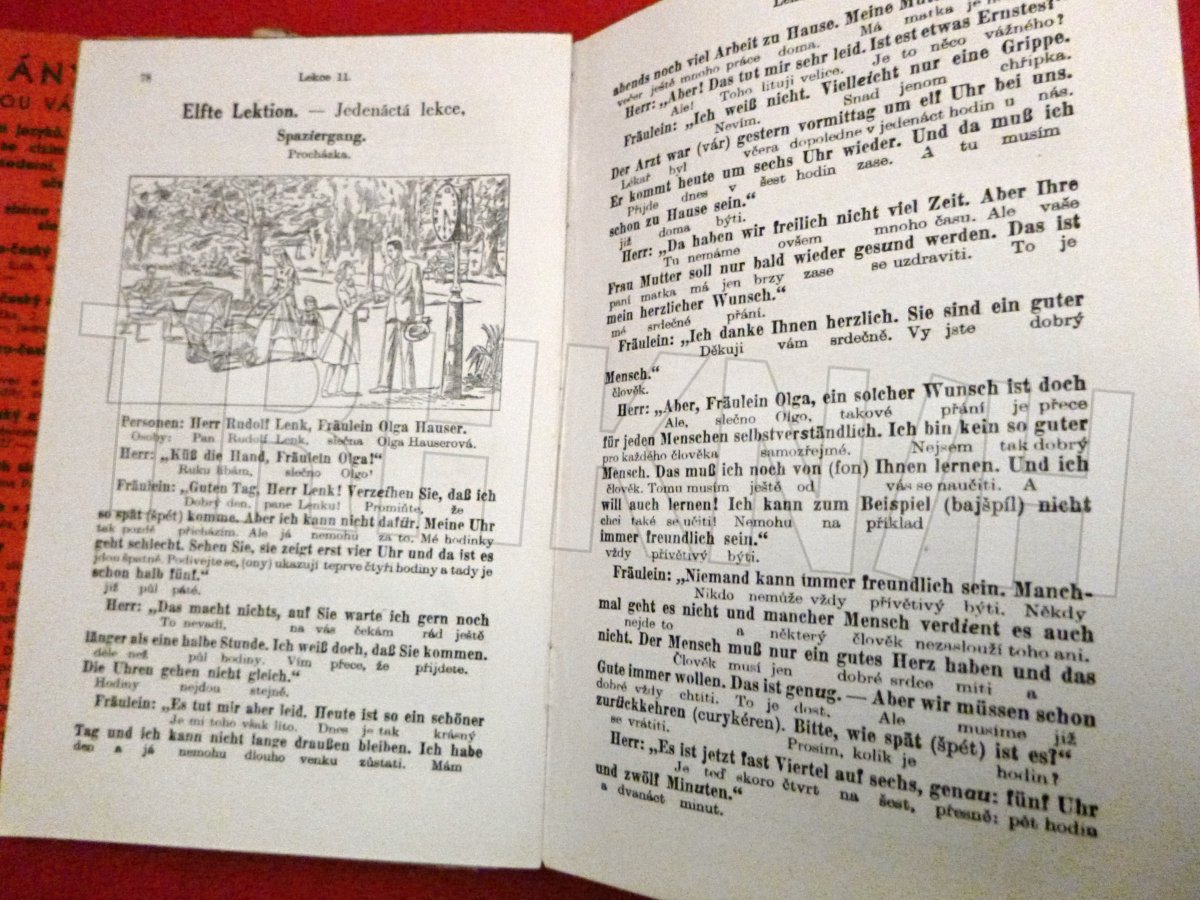 78
Lekce 11.
Elfte Lektion. — Jedenáctá lekce.
Spaziergang.
Procházka.
Personen: Herr Rudolf Lenk, Fräulein Olga Hauser.
Osoby: Pan Rudolf Lenk, slečna Olga Hauserová.
Herr: „Küß die Hand, Fräulein Olga!“
Ruku líbám, slečno Olgo!
Fräulein: „Guten Tag, Herr Lenk! Verzeihen Sie, daß ich
Dobrý den, pane Lenku! Promiňte, že
so spät (špét) komme. Aber ich kann nicht dafür. Meine Uhr
tak pozdě přicházím. Ale já nemohu za to. Mé hodinky
geht schlecht. Sehen Sie, sie zeigt erst vier Uhr und da ist es
jdou špatně. Podívejte se, (ony) ukazují teprve čtyři hodiny a tady je
schon halb fünf.“
již půl páté.
Herr: „Das macht nichts, auf Sie warte ich gern noch
To nevadí, na vás čekám rád ještě
länger als eine halbe Stunde. Ich weiß doch, daß Sie kommen.
déle než půl hodiny. Vím přece, že přijdete.
Die Uhren gehen nicht gleich.“
Hodiny nejdou stejně.
Fräulein: „Es tut mir aber leid. Heute ist so ein schöner
Je mi toho však líto. Dnes je tak krásný
Tag und ich kann nicht lange draußen bleiben. Ich habe
den a já nemohu dlouho venku zůstati. Mám
abends noch viel Arbeit zu Hause. Meine
večer ještě mnoho práce doma. Má matka je
Herr: „Aber! Das tut mir sehr leid. Ist est etwas Ernstes?“
Ale! Toho lituji velice. Je to něco vážného?
Fräulein: „Ich weiß nicht. Vielleicht nur eine Grippe.
Nevím. Snad jenom chřipka.
Der Arzt war (vár) gestern vormittag um elf Uhr bei uns.
Lékař byl včera dopoledne v jedenáct hodin u nás.
Er kommt heute um sechs Uhr wieder. Und da muß ich
Přijde dnes v šest hodin zase. A tu musím
schon zu Hause sein.“
již doma býti.
Herr: „Da haben wir freilich nicht viel Zeit. Aber Ihre
Tu nemáme ovšem mnoho času. Ale vaše
Frau Mutter soll nur bald wieder gesund werden. Das ist
paní matka má jen brzy zase se uzdraviti. To je
mein herzlicher Wunsch.“
mé srdečné přání.
Fräulein: „Ich danke Ihnen herzlich. Sie sind ein guter
Děkuji vám srdečně. Vy jste dobrý
Mensch.“
člověk.
Herr: „Aber, Fräulein Olga, ein solcher Wunsch ist doch
Ale, slečno Olgo, takové přání je přece
für jeden Menschen selbstverständlich. Ich bin kein so guter
pro každého člověka samozřejmé. Nejsem tak dobrý
Mensch. Das muß ich noch von (fon) Ihnen lernen. Und ich
člověk. Tomu musím ještě od vás se naučiti. A
will auch lernen! Ich kann zum Beispiel (bajšpíl) nicht
chci také se učiti! Nemohu na příklad
immer freundlich sein.“
vždy přívětivý býti.
Fräulein: „Niemand kann immer freundlich sein. Manch-
Nikdo nemůže vždy přívětivý býti. Někdy
mal geht es nicht und mancher Mensch verdient es auch
nejde to a některý člověk nezaslouží toho ani.
nicht. Der Mensch muß nur ein gutes Herz haben und das
Člověk musí jen dobré srdce míti a
Gute immer wollen. Das ist genug. — Aber wir müssen schon
dobré vždy chtíti. To je dost. Ale musíme již
zurückkehren (curykéren). Bitte, wie spät (špét) ist es?“
se vrátiti. Prosím, kolik je hodin?
Herr: „Es ist jetzt fast Viertel auf sechs, genau: fünf Uhr
Je teď skoro čtvrt na šest, přesně: pět hodin
und zwölf Minuten.“
a dvanáct minut.